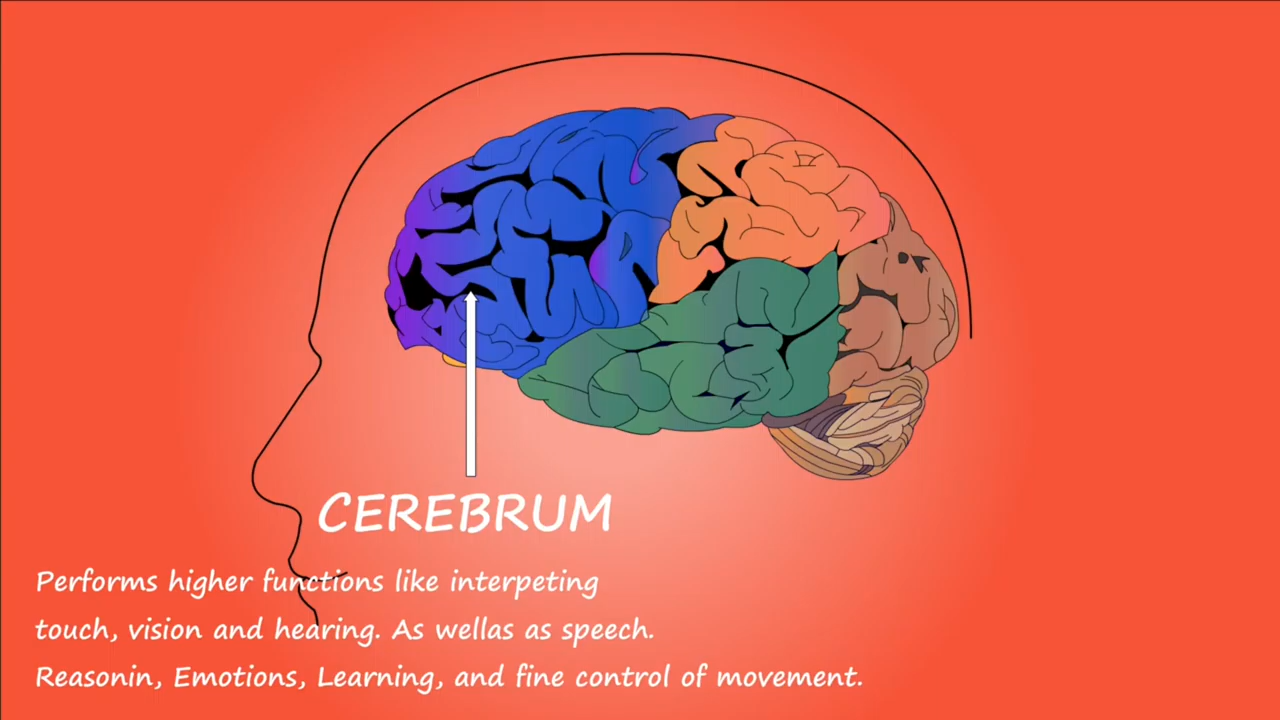 CEREBRUM
Performs higher functions like interpeting
touch, vision and hearing. As wellas as speech.
Reasonin, Emotions, Learning, and fine control of movement.